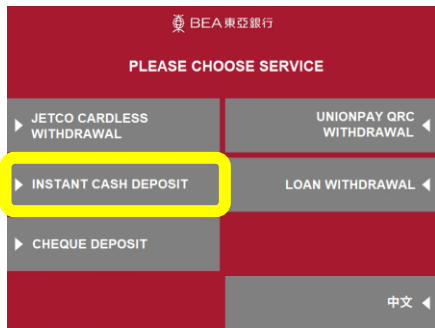 BEA東亞銀行
PLEASE CHOOSE SERVICE
JETCO CARDLESS
WITHDRAWAL
UNIONPAY QRC
WITHDRAWAL
INSTANT CASH DEPOSIT
LOAN WITHDRAWAL
CHEQUE DEPOSIT
中文